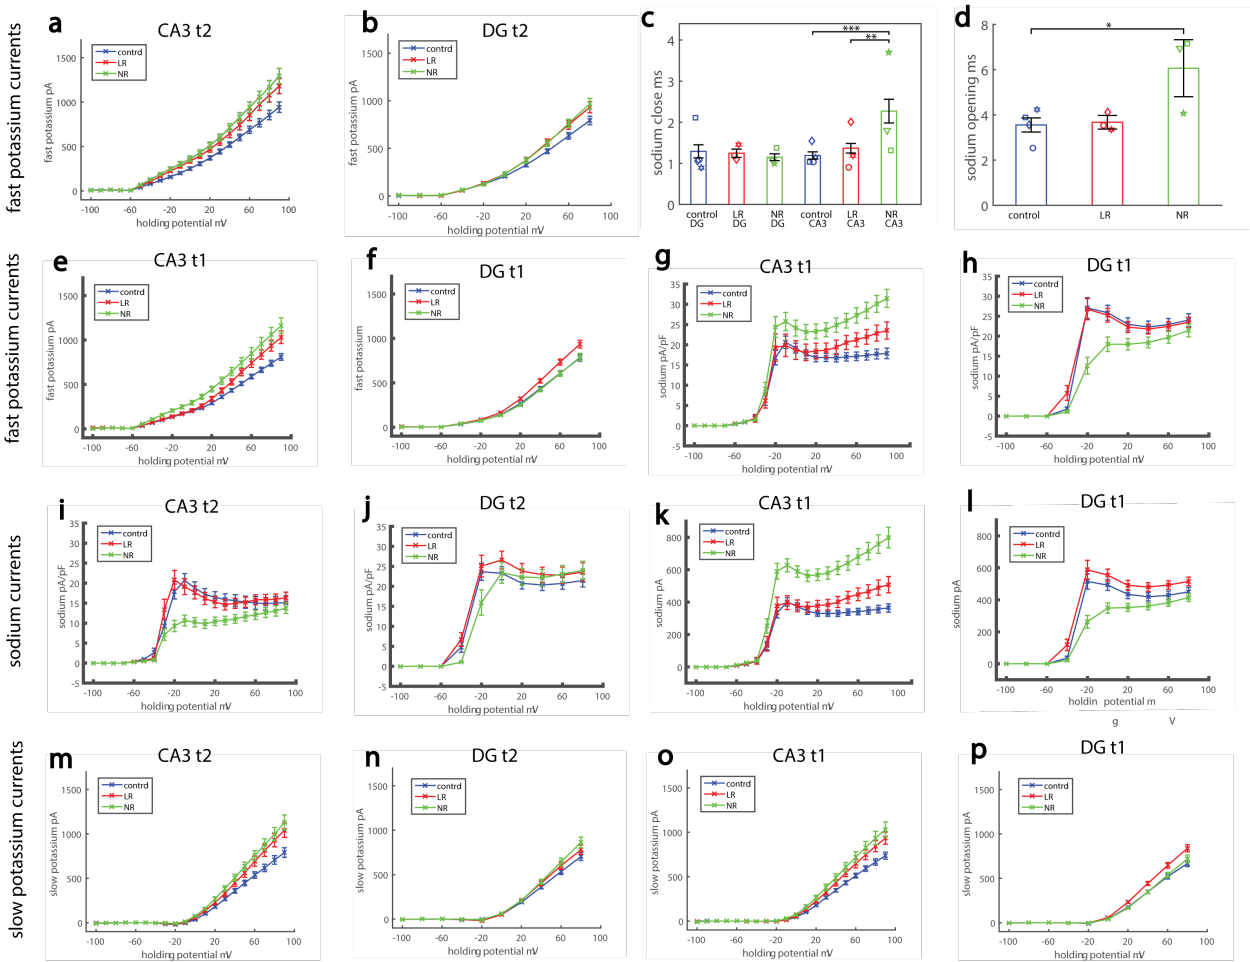 fast potassium currents
a
CA3 t2
fast potassium pA
1500
1000
500
0
contrd
LR
NR
-100 -60 -20 20 60 100
holding potential mV
b
DG t2
fast potassium pA
1500
1000
500
0
control
LR
NR
-100 -60 -20 20 60 100
holding potential mV
c
sodium close ms
4
3
2
1
0
***
**
control DG
LR DG
NR DG
control CA3
LR CA3
NR CA3
d
sodium opening ms
8
6
4
2
0
*
control
LR
NR
fast potassium currents
e
CA3 t1
fast potassium pA
1500
1000
500
0
contrd
LR
NR
-100 -60 -20 20 60 100
holding potential mV
f
DG t1
fast potassium
1500
1000
500
0
contrd
LR
NR
-100 -60 -20 20 60 100
holding potential mV
g
CA3 t1
sodium pA/pF
35
30
25
20
15
10
5
0
-5
contrd
LR
NR
-100 -60 -20 20 60 100
holding potential mV
h
DG t1
sodium pA/pF
35
30
25
20
15
10
5
0
-5
contrd
LR
NR
-100 -60 -20 20 60 100
holding potential mV
sodium currents
i
CA3 t2
sodium pA/pF
35
30
25
20
15
10
5
0
-5
contrd
LR
NR
-100 -60 -20 20 60 100
holding potential mV
j
DG t2
sodium pA/pF
35
30
25
20
15
10
5
0
-5
contrd
LR
NR
-100 -60 -20 20 60 100
holding potential mV
k
CA3 t1
sodium pA
800
600
400
200
0
contrd
LR
NR
-100 -60 -20 20 60 100
holding potential mV
l
DG t1
sodium pA
800
600
400
200
0
contrd
LR
NR
-100 -60 -20 20 60 100
holdin potential m
g V
slow potassium currents
m
CA3 t2
slow potassium pA
1500
1000
500
0
contrd
LR
NR
-100 -60 -20 20 60 100
holding potential mV
n
DG t2
slow potassium pA
1500
1000
500
0
contrd
LR
NR
-100 -60 -20 20 60 100
holding potential mV
o
CA3 t1
slow potassium pA
1500
1000
500
0
contrd
LR
NR
-100 -60 -20 20 60 100
holding potential mV
p
DG t1
slow potassium pA
1500
1000
500
0
contrd
LR
NR
-100 -60 -20 20 60 100
holding potential mV